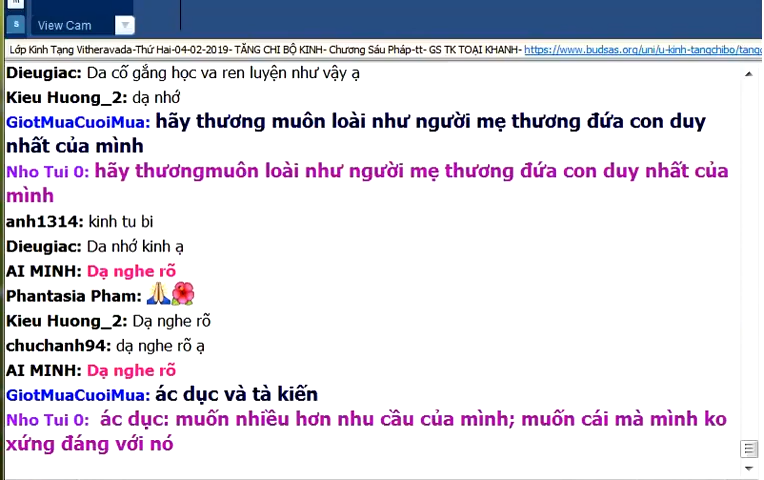 M
S
View Cam
Lớp Kinh Tạng Vitheravada-Thứ Hai-04-02-2019- TĂNG CHI BỘ KINH- Chương Sáu Pháp-tt- GS TK TOẠI KHANH- https://www.budsas.org/uni/u-kinh-tangchibo/tang
Dieugiac: Da cố gắng học va ren luyện như vậy ạ
Kieu Huong_2: dạ nhớ
GiotMuaCuoiMua: hãy thương muôn loài như người mẹ thương đứa con duy
nhất của mình
Nho Tui 0: hãy thươngmuôn loài như người mẹ thương đứa con duy nhất của
mình
anh1314: kinh tu bi
Dieugiac: Da nhớ kinh ạ
AI MINH: Dạ nghe rõ
Phantasia Pham:
Kieu Huong_2: Dạ nghe rõ
chuchanh94: dạ nghe rõ ạ
AI MINH: Dạ nghe rõ
GiotMuaCuoiMua: ác dục và tà kiến
Nho Tui 0: ác dục: muốn nhiều hơn nhu cầu của mình; muốn cái mà mình ko
xứng đáng với nó